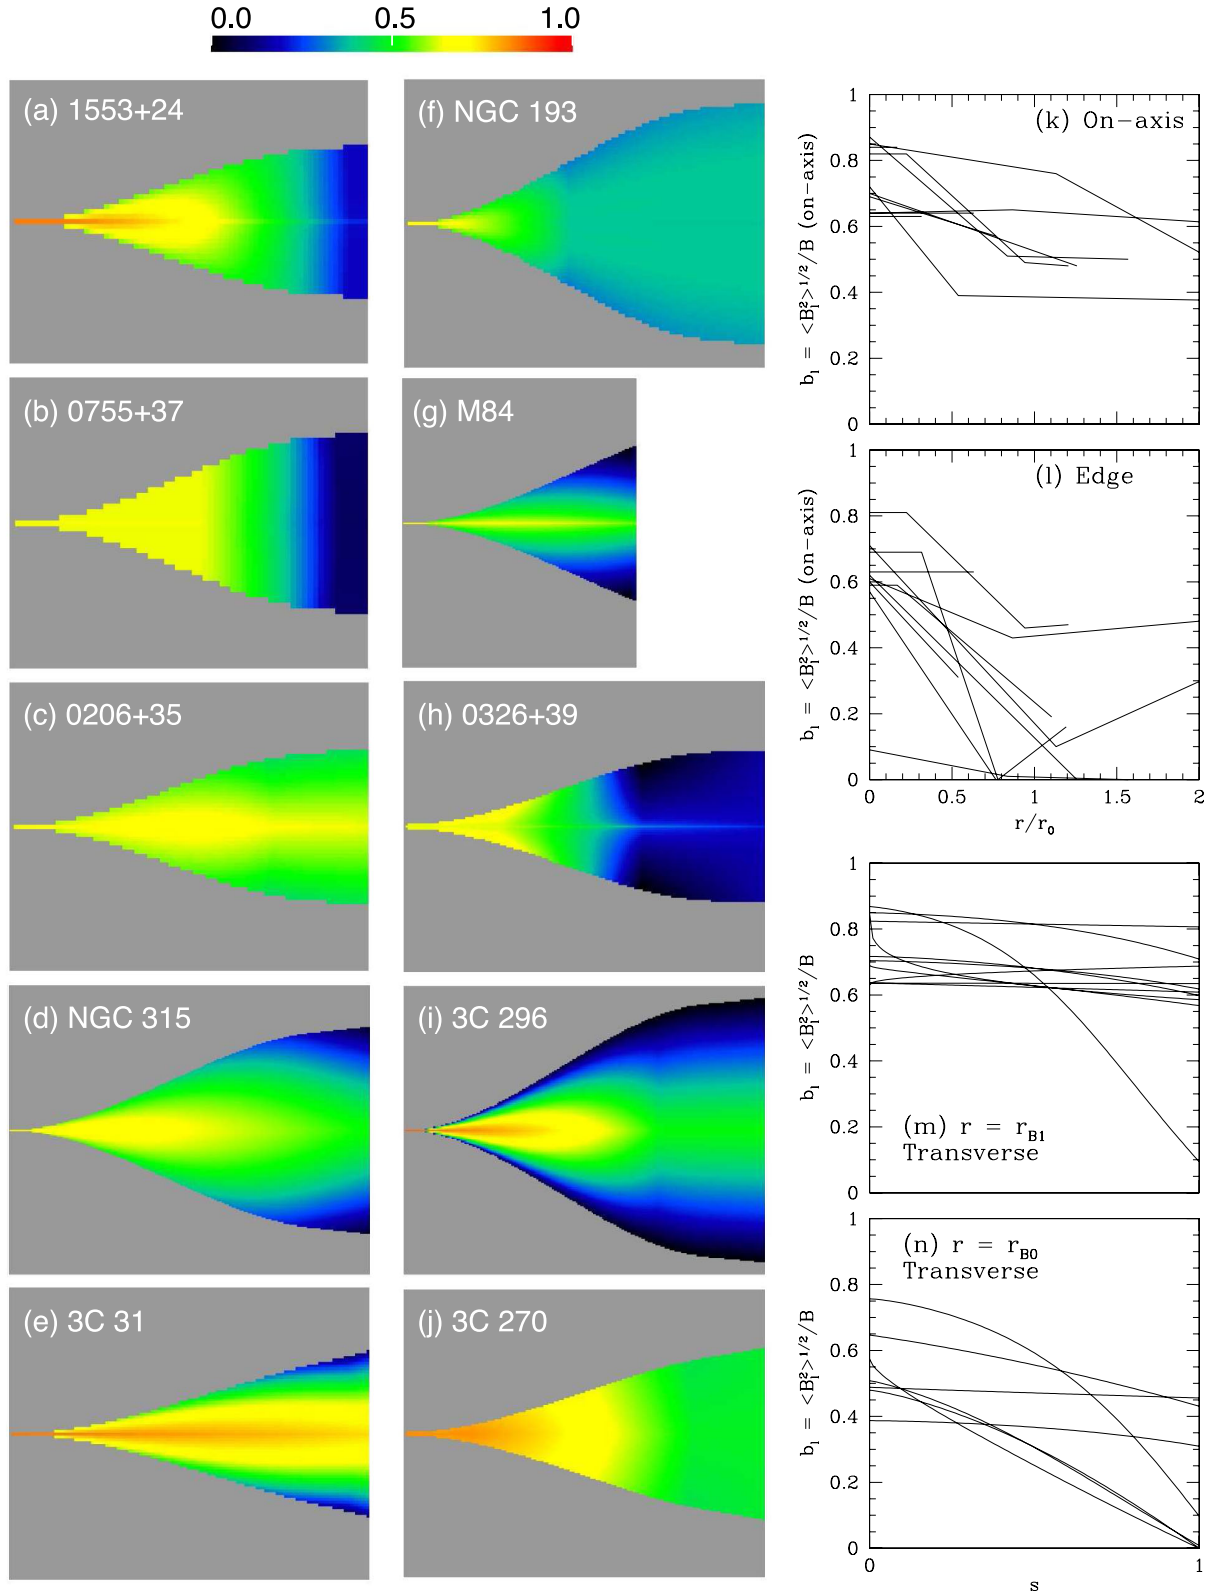 0.0 0.5 1.0
(a) 1553+24
(f) NGC 193
(b) 0755+37
(g) M84
(c) 0206+35
(h) 0326+39
(d) NGC 315
(i) 3C 296
(e) 3C 31
(j) 3C 270
(k) On-axis
b_l = <B_l^2>^1/2/B (on-axis)
1
0.8
0.6
0.4
0.2
0
(l) Edge
b_l = <B_l^2>^1/2/B (on-axis)
1
0.8
0.6
0.4
0.2
0
0 0.5 1 1.5 2
r/r_0
b_l = <B_l^2>^1/2/B
1
0.8
0.6
0.4
0.2
0
(m) r = r_B1
Transverse
(n) r = r_B0
Transverse
b_l = <B_l^2>^1/2/B
1
0.8
0.6
0.4
0.2
0
0 1
s